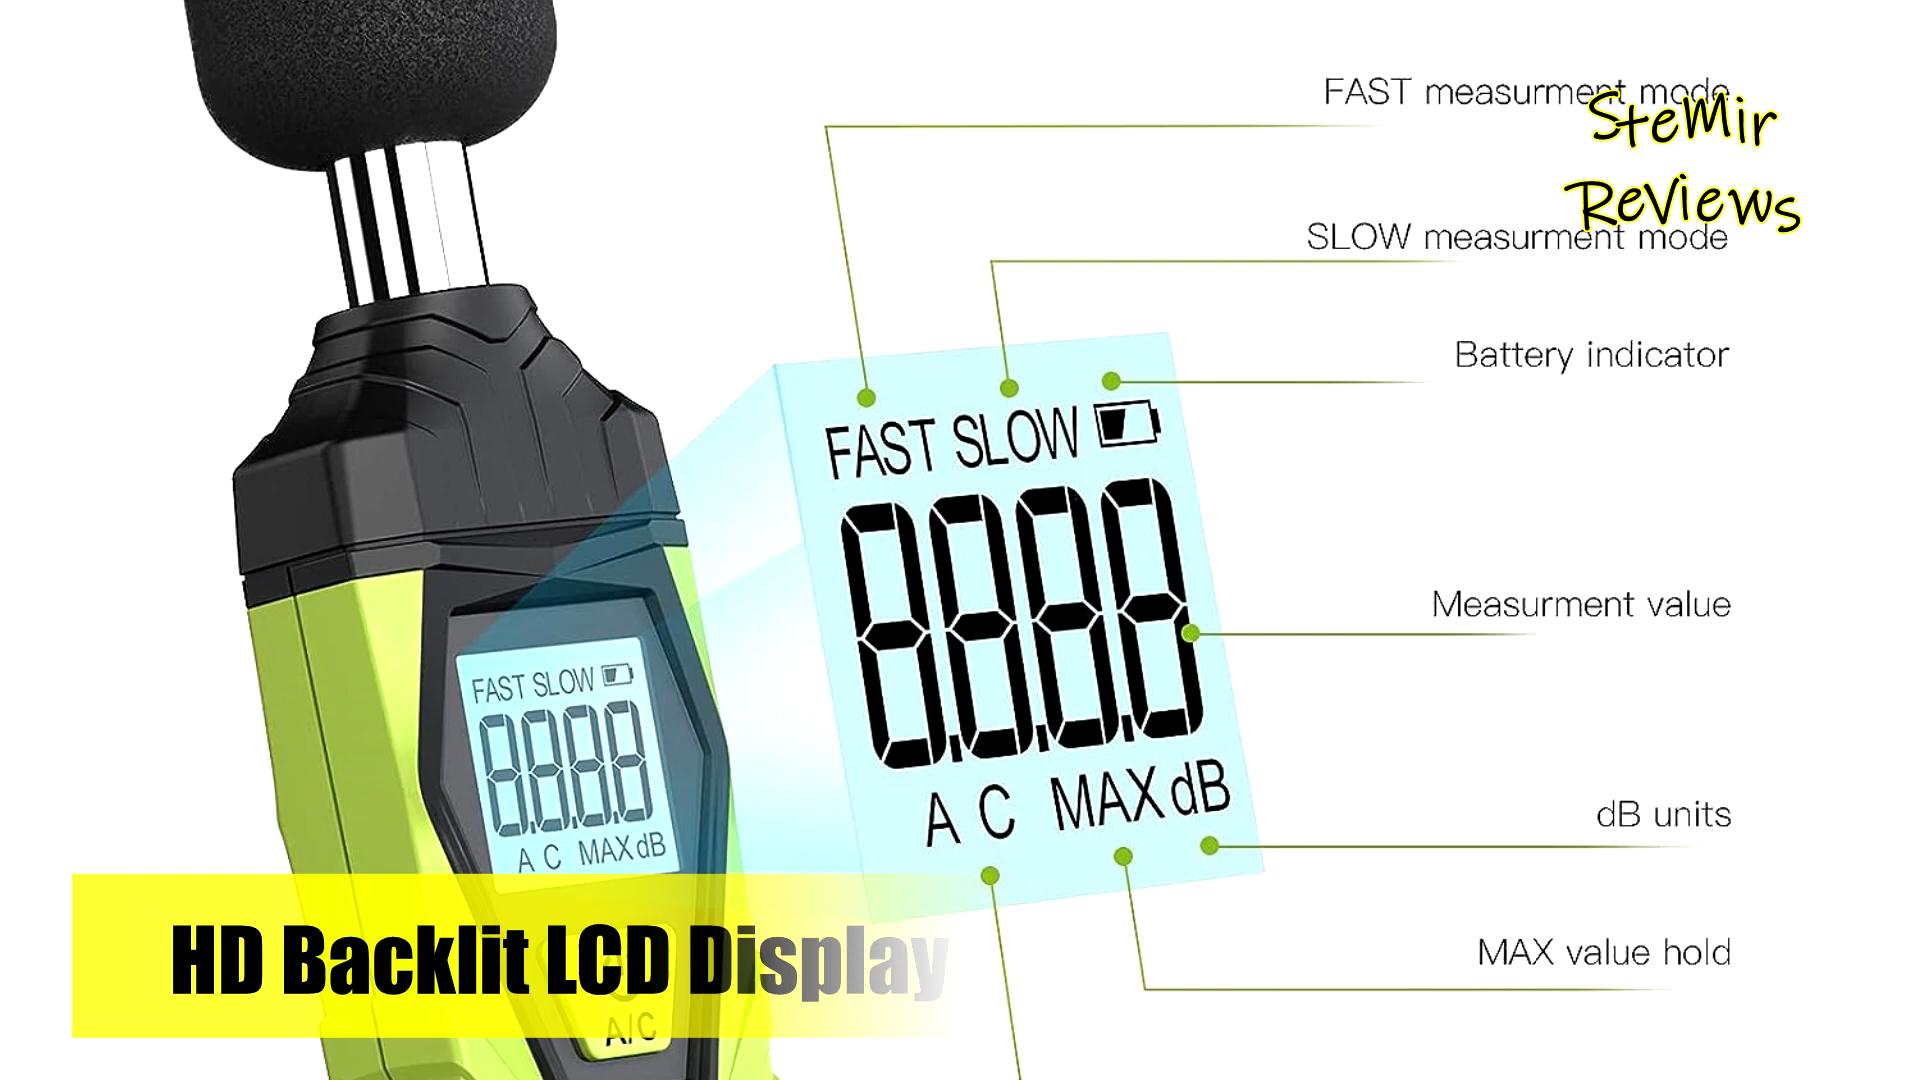 FAST measurment mode
SteMir
Reviews
SLOW measurment mode
Battery indicator
FAST SLOW
8.8.8.8
A C MAX dB
Measurment value
dB units
MAX value hold
FAST SLOW
8.8.8.8
A C MAX dB
HD Backlit LCD Display
A/C